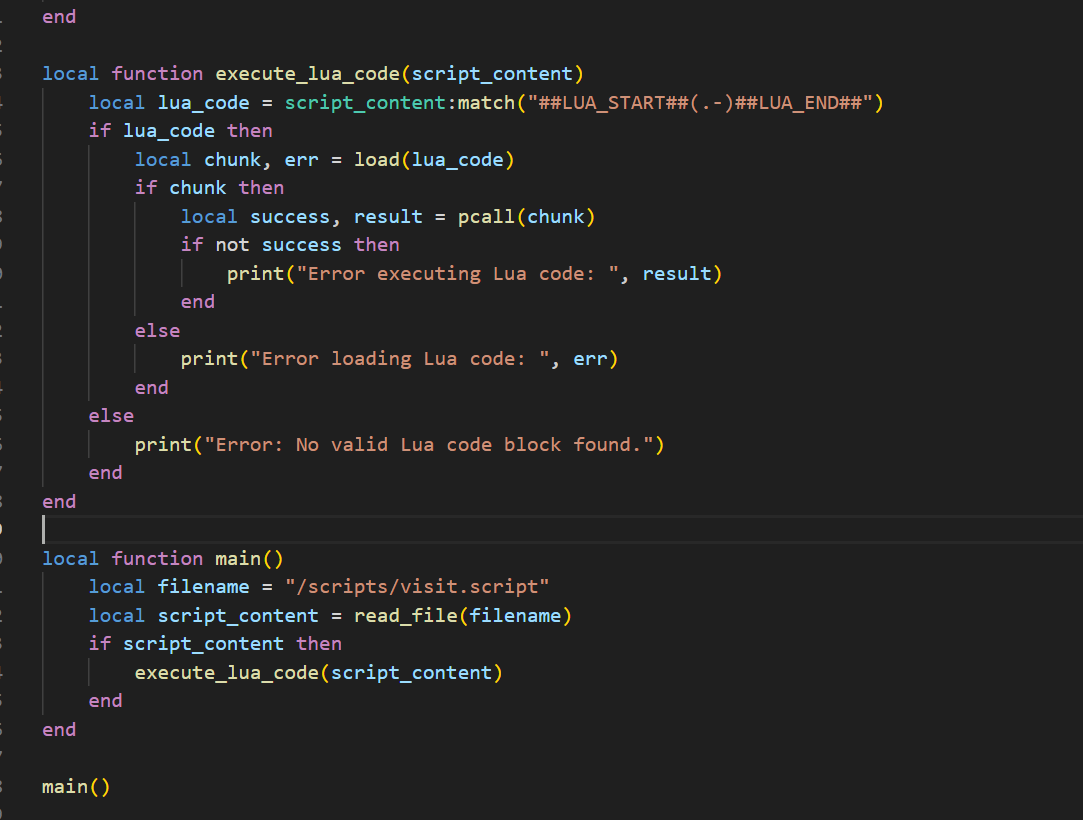 end
local function execute_lua_code(script_content)
local lua_code = script_content:match("##LUA_START##(.-)##LUA_END##")
if lua_code then
local chunk, err = load(lua_code)
if chunk then
local success, result = pcall(chunk)
if not success then
print("Error executing Lua code: ", result)
end
else
print("Error loading Lua code: ", err)
end
else
print("Error: No valid Lua code block found.")
end
end
local function main()
local filename = "/scripts/visit.script"
local script_content = read_file(filename)
if script_content then
execute_lua_code(script_content)
end
end
main()